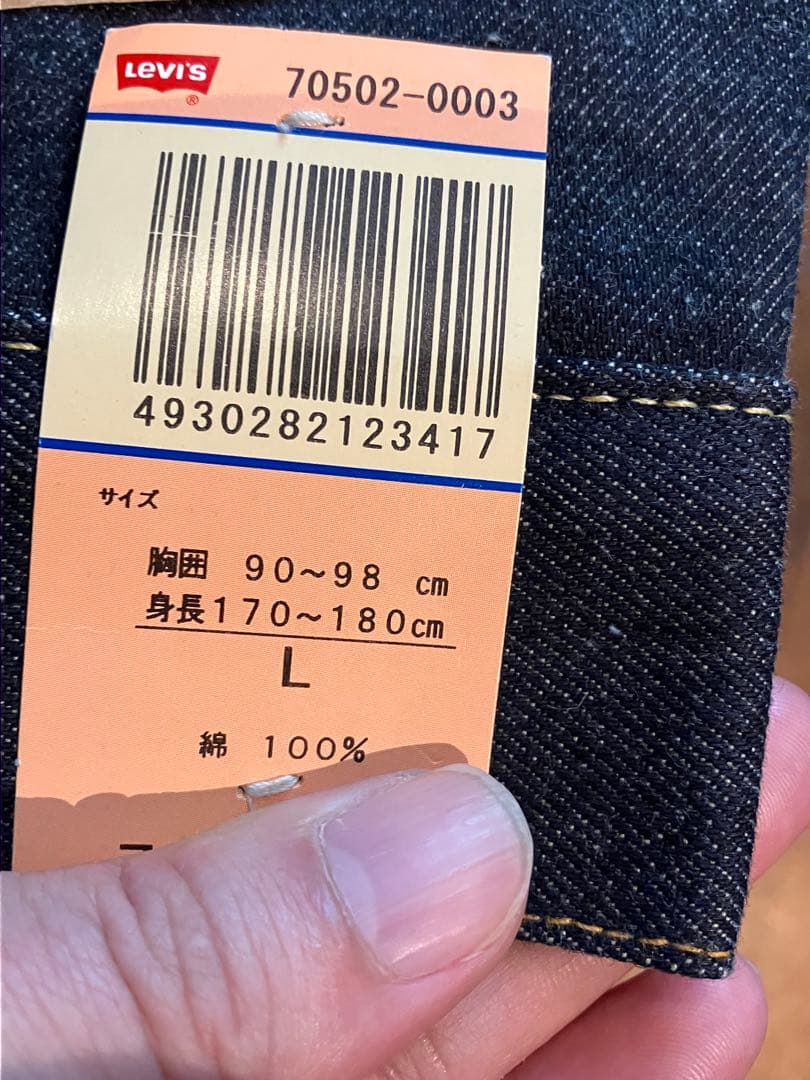 LEVI'S
®
70502-0003
4930282123417
サイズ
胸囲 90～98 cm
身長170～180cm
L
綿 100%